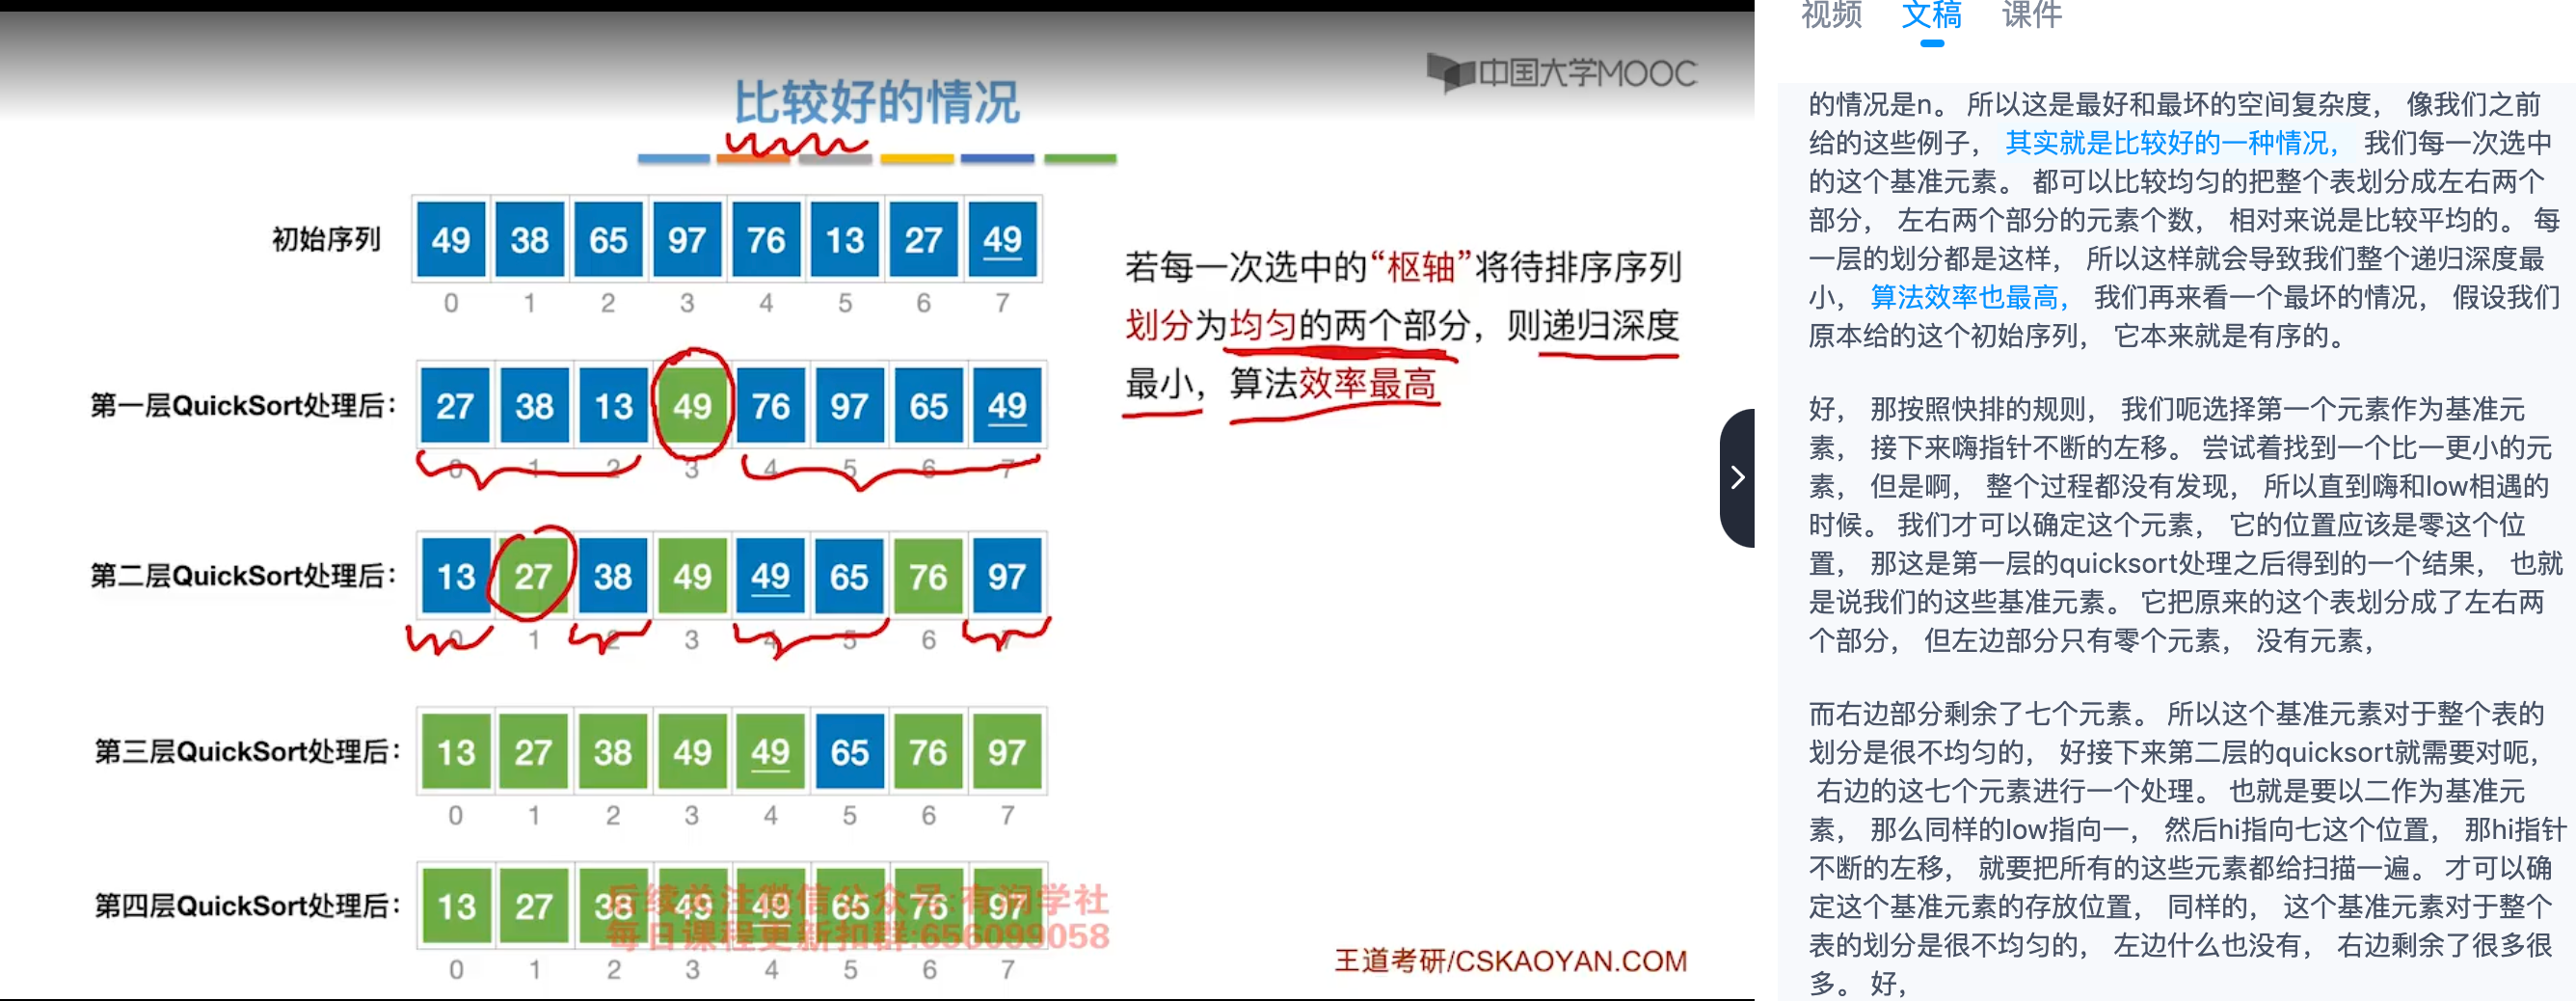 中国大学MOOC
比较好的情况
初始序列
49 38 65 97 76 13 27 49
0 1 2 3 4 5 6 7
第一层QuickSort处理后：
27 38 13 49 76 97 65 49
0 1 2 3 4 5 6 7
第二层QuickSort处理后：
13 27 38 49 49 65 76 97
0 1 2 3 4 5 6 7
第三层QuickSort处理后：
13 27 38 49 49 65 76 97
0 1 2 3 4 5 6 7
第四层QuickSort处理后：
13 27 38 49 49 65 76 97
0 1 2 3 4 5 6 7
后续关注微信公众号:有润学社
每日课程更新扣群:656099058
若每一次选中的“枢轴”将待排序序列
划分为均匀的两个部分，则递归深度
最小，算法效率最高
王道考研/CSKAOYAN.COM
视频 文稿 课件
的情况是n。 所以这是最好和最坏的空间复杂度， 像我们之前
给的这些例子， 其实就是比较好的一种情况， 我们每一次选中
的这个基准元素。 都可以比较均匀的把整个表划分成左右两个
部分， 左右两个部分的元素个数， 相对来说是比较平均的。 每
一层的划分都是这样， 所以这样就会导致我们整个递归深度最
小， 算法效率也最高， 我们再来看一个最坏的情况， 假设我们
原本给的这个初始序列， 它本来就是有序的。
好， 那按照快排的规则， 我们呃选择第一个元素作为基准元
素， 接下来嗨指针不断的左移。 尝试着找到一个比一更小的元
素， 但是啊， 整个过程都没有发现， 所以直到嗨和low相遇的
时候。 我们才可以确定这个元素， 它的位置应该是零这个位
置， 那这是第一层的quicksort处理之后得到的一个结果， 也就
是说我们的这些基准元素。 它把原来的这个表划分成了左右两
个部分， 但左边部分只有零个元素， 没有元素，
而右边部分剩余了七个元素。 所以这个基准元素对于整个表的
划分是很不均匀的， 好接下来第二层的quicksort就需要对呃，
右边的这七个元素进行一个处理。 也就是要以二作为基准元
素， 那么同样的low指向一， 然后hi指向七这个位置， 那hi指针
不断的左移， 就要把所有的这些元素都给扫描一遍。 才可以确
定这个基准元素的存放位置， 同样的， 这个基准元素对于整个
表的划分是很不均匀的， 左边什么也没有， 右边剩余了很多很
多。 好，